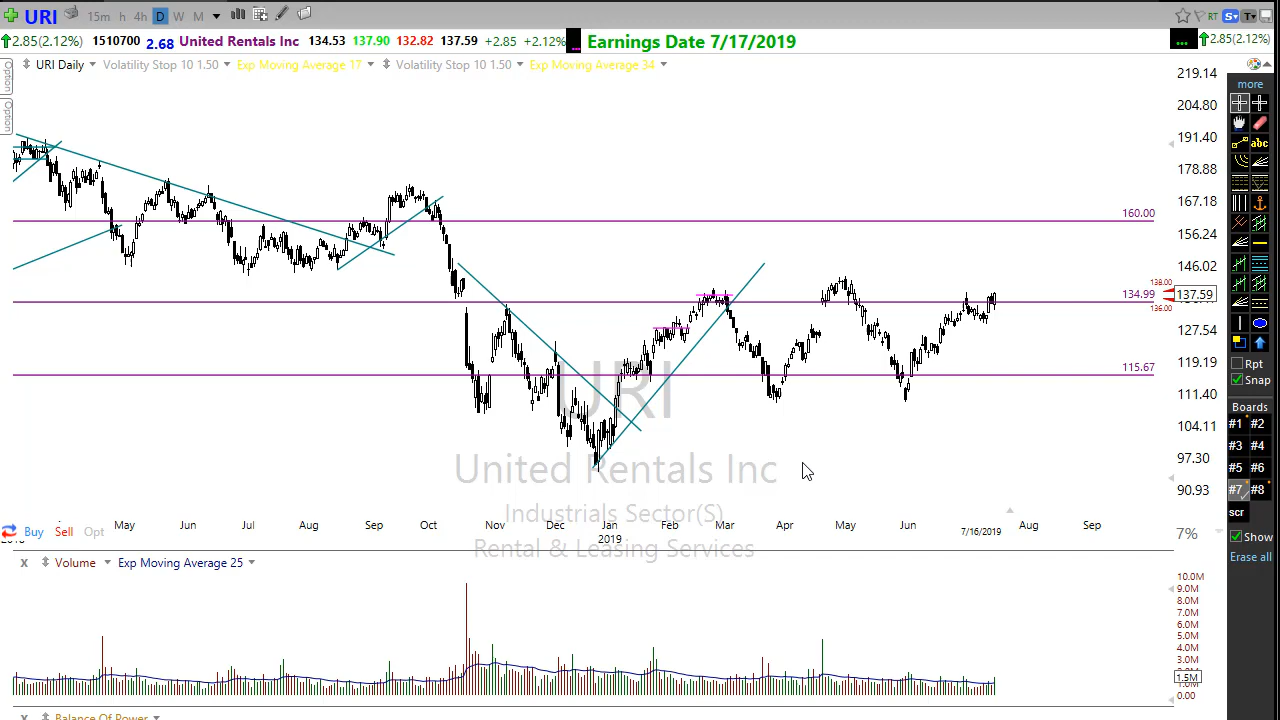 URI 15m h 4h D W M RT S T
2.85(2.12%) 1510700 2.68 United Rentals Inc 134.53 137.90 132.82 137.59 +2.85 +2.12% ... Earnings Date 7/17/2019 ... 2.85(2.12%)
URI Daily Volatility Stop 10 1.50 Exp Moving Average 17 Volatility Stop 10 1.50 Exp Moving Average 34
Option
Option
219.14
204.80
191.40
178.88
167.18
156.24
146.02
127.54
119.19
111.40
104.11
97.30
90.93
160.00
134.99
115.67
138.00
137.59
136.00
more
abc
Rpt
Snap
Boards
#1 #2
#3 #4
#5 #6
#7 #8
scr
Show
Erase all
URI
United Rentals Inc
Industrials Sector(S)
Rental & Leasing Services
May Jun Jul Aug Sep Oct Nov Dec Jan Feb Mar Apr May Jun 7/16/2019 Aug Sep
2019
Buy Sell Opt
7%
x Volume Exp Moving Average 25
10.0M
9.0M
8.0M
7.0M
6.0M
5.0M
4.0M
3.0M
2.0M
1.5M
0.00
x Balance Of Power